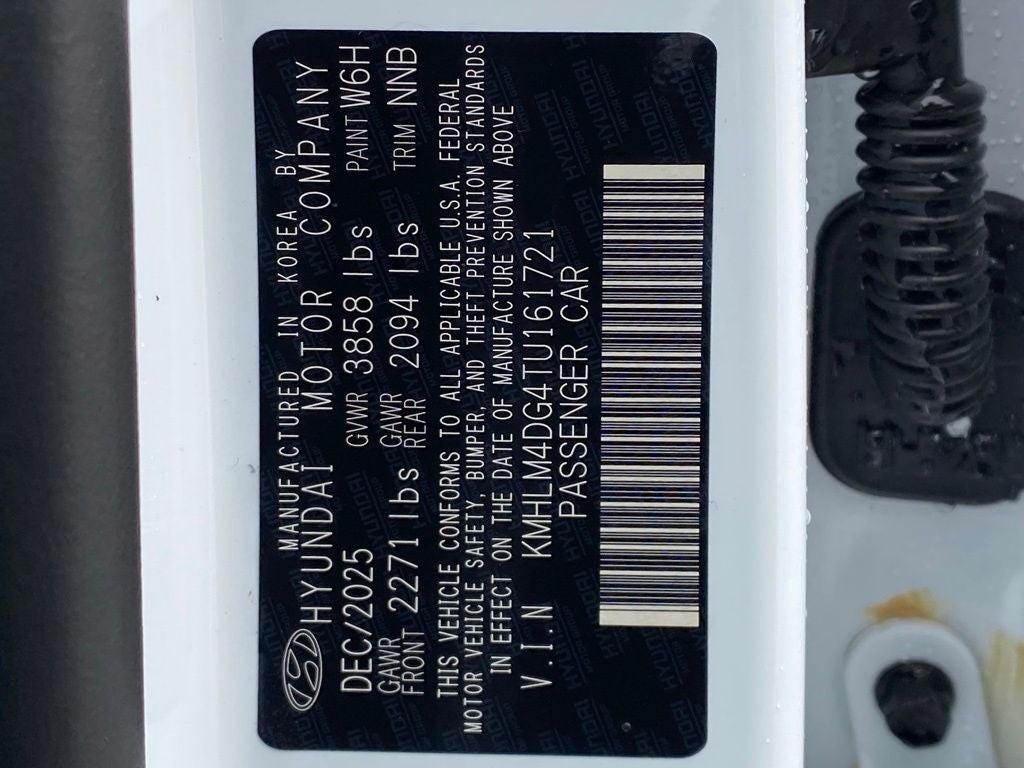 MANUFACTURED IN KOREA BY
HYUNDAI MOTOR COMPANY
DEC/2025 GVWR 3858 lbs PAINT W6H
GAWR FRONT 2271 lbs GAWR REAR 2094 lbs TRIM NNB
THIS VEHICLE CONFORMS TO ALL APPLICABLE U.S.A. FEDERAL
MOTOR VEHICLE SAFETY, BUMPER, AND THEFT PREVENTION STANDARDS
IN EFFECT ON THE DATE OF MANUFACTURE SHOWN ABOVE
V.I.N KMHLM4DG4TU161721
PASSENGER CAR